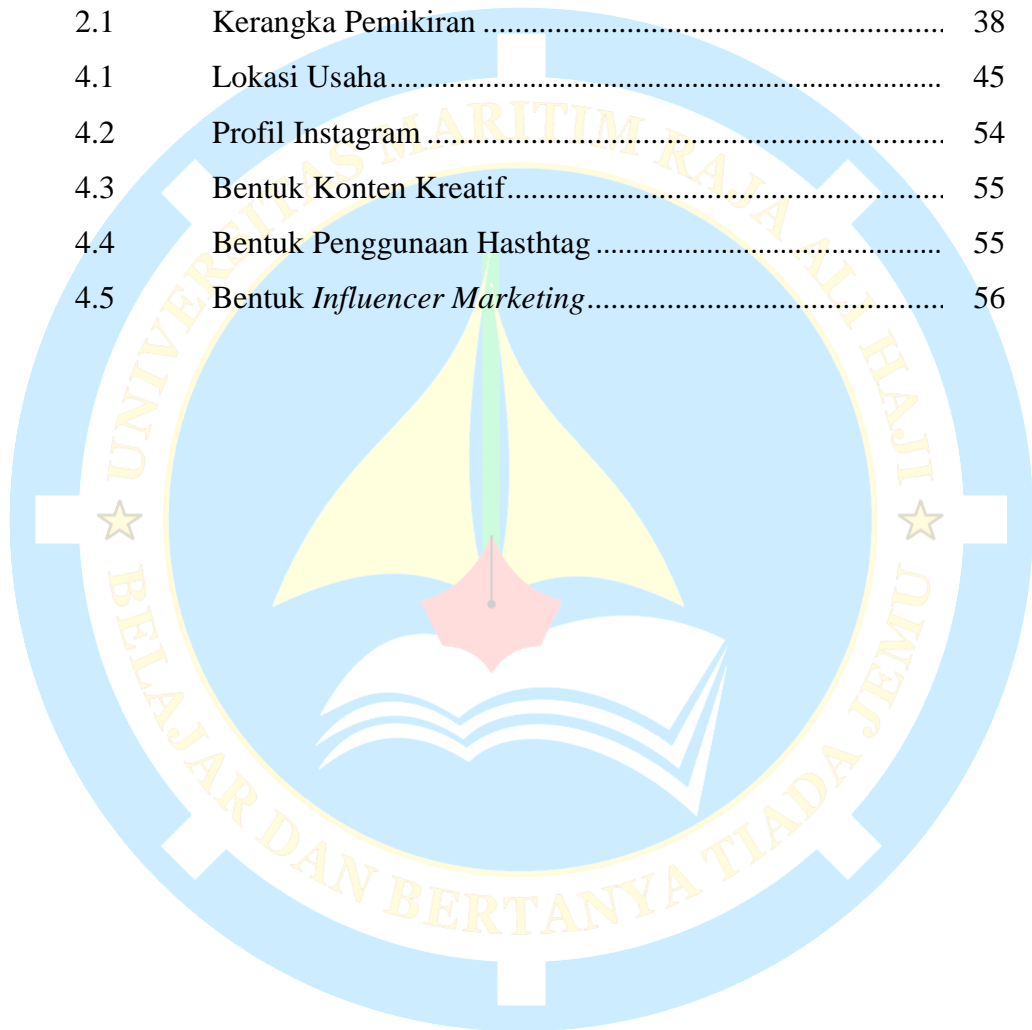 2.1 Kerangka Pemikiran ................................................................ 38
4.1 Lokasi Usaha ................................................................ 45
4.2 Profil Instagram ................................................................ 54
4.3 Bentuk Konten Kreatif ................................................................ 55
4.4 Bentuk Penggunaan Hasthtag ................................................................ 55
4.5 Bentuk Influencer Marketing ................................................................ 56
UNIVERSITAS MARITIM RAJA ALI HAJI
BELAJAR DAN BERTANYA TIADA JEMU